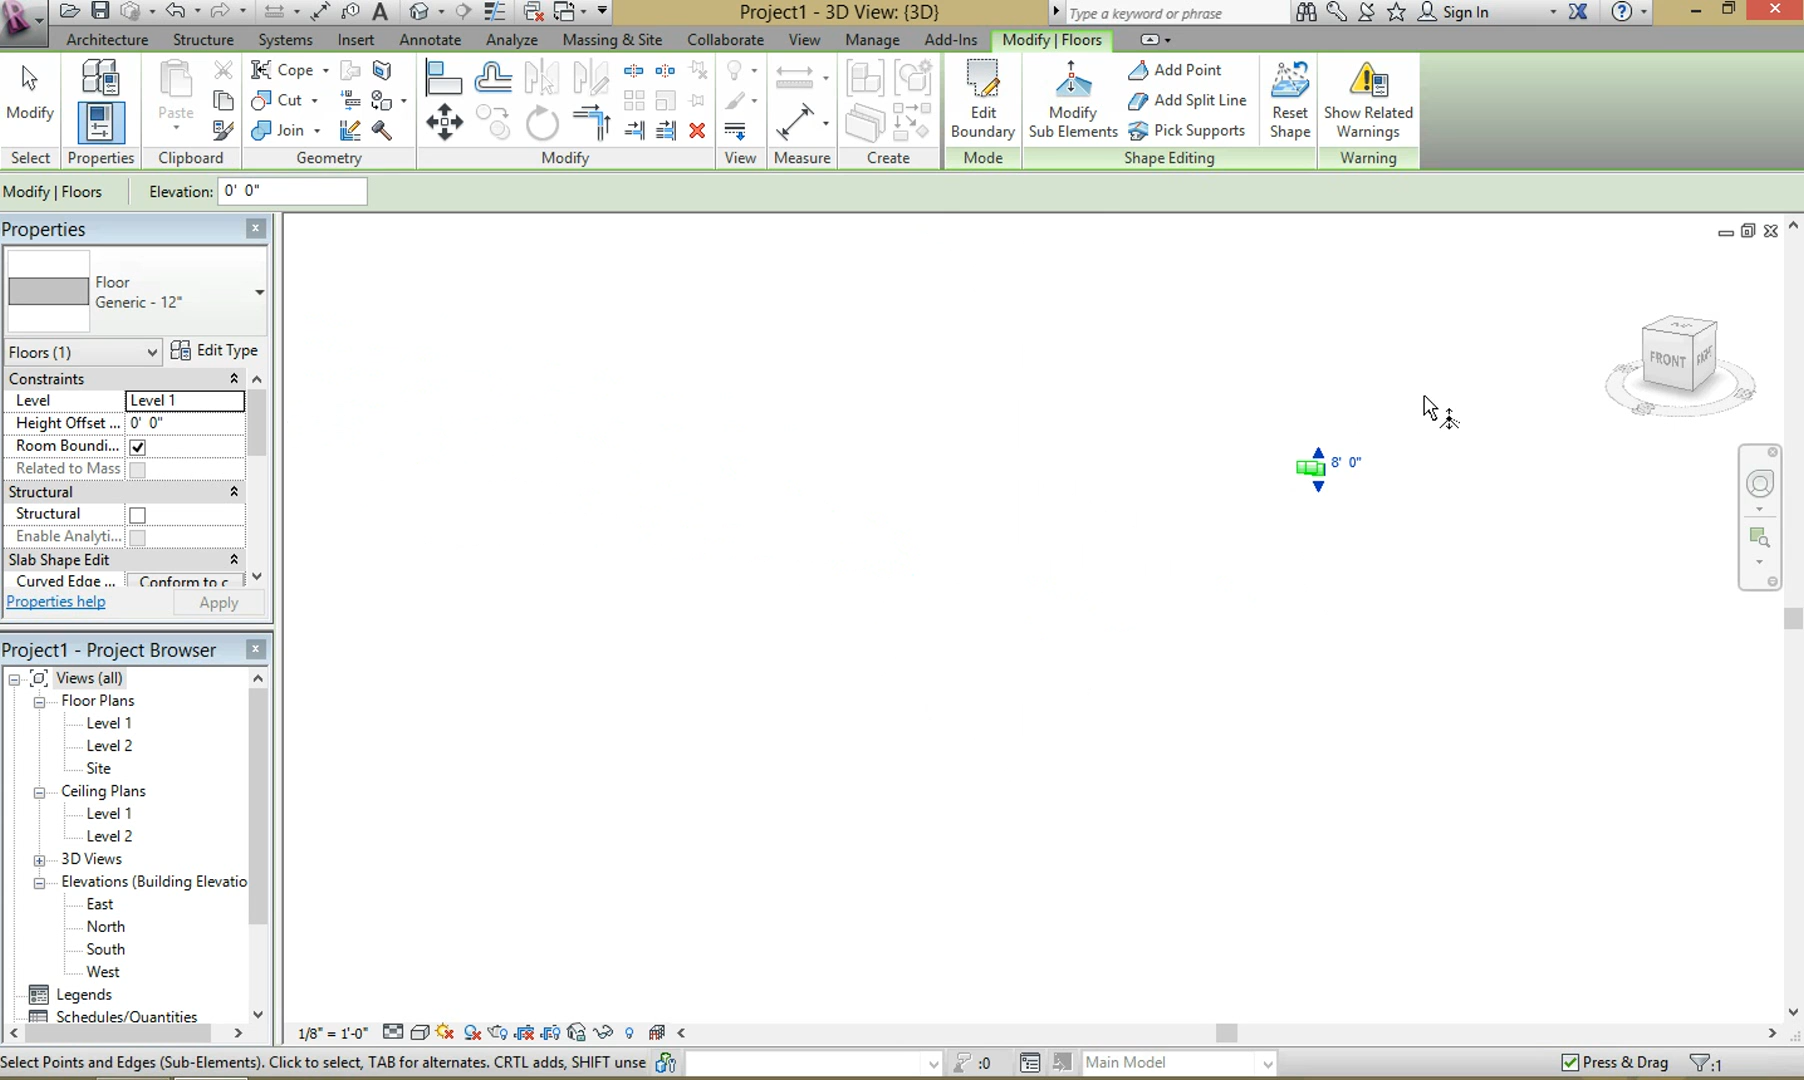 Project1 - 3D View: {3D}
Type a keyword or phrase
Sign In
Architecture Structure Systems Insert Annotate Analyze Massing & Site Collaborate View Manage Add-Ins Modify | Floors
Modify
Paste
Cope
Cut
Join
Edit Boundary
Modify Sub Elements
Add Point
Add Split Line
Pick Supports
Reset Shape
Show Related Warnings
Select Properties Clipboard Geometry Modify View Measure Create Mode Shape Editing Warning
Modify | Floors Elevation: 0' 0"
Properties
Floor
Generic - 12"
Floors (1) Edit Type
Constraints
Level Level 1
Height Offset ... 0' 0"
Room Boundi...
Related to Mass
Structural
Structural
Enable Analyti...
Slab Shape Edit
Curved Edge ... Conform to c
Properties help Apply
Project1 - Project Browser
Views (all)
Floor Plans
Level 1
Level 2
Site
Ceiling Plans
Level 1
Level 2
3D Views
Elevations (Building Elevatio
East
North
South
West
Legends
Schedules/Quantities
8' 0"
FRONT
RIGHT
1/8" = 1'-0"
Select Points and Edges (Sub-Elements). Click to select, TAB for alternates. CRTL adds, SHIFT unse
:0
Main Model
Press & Drag
:1